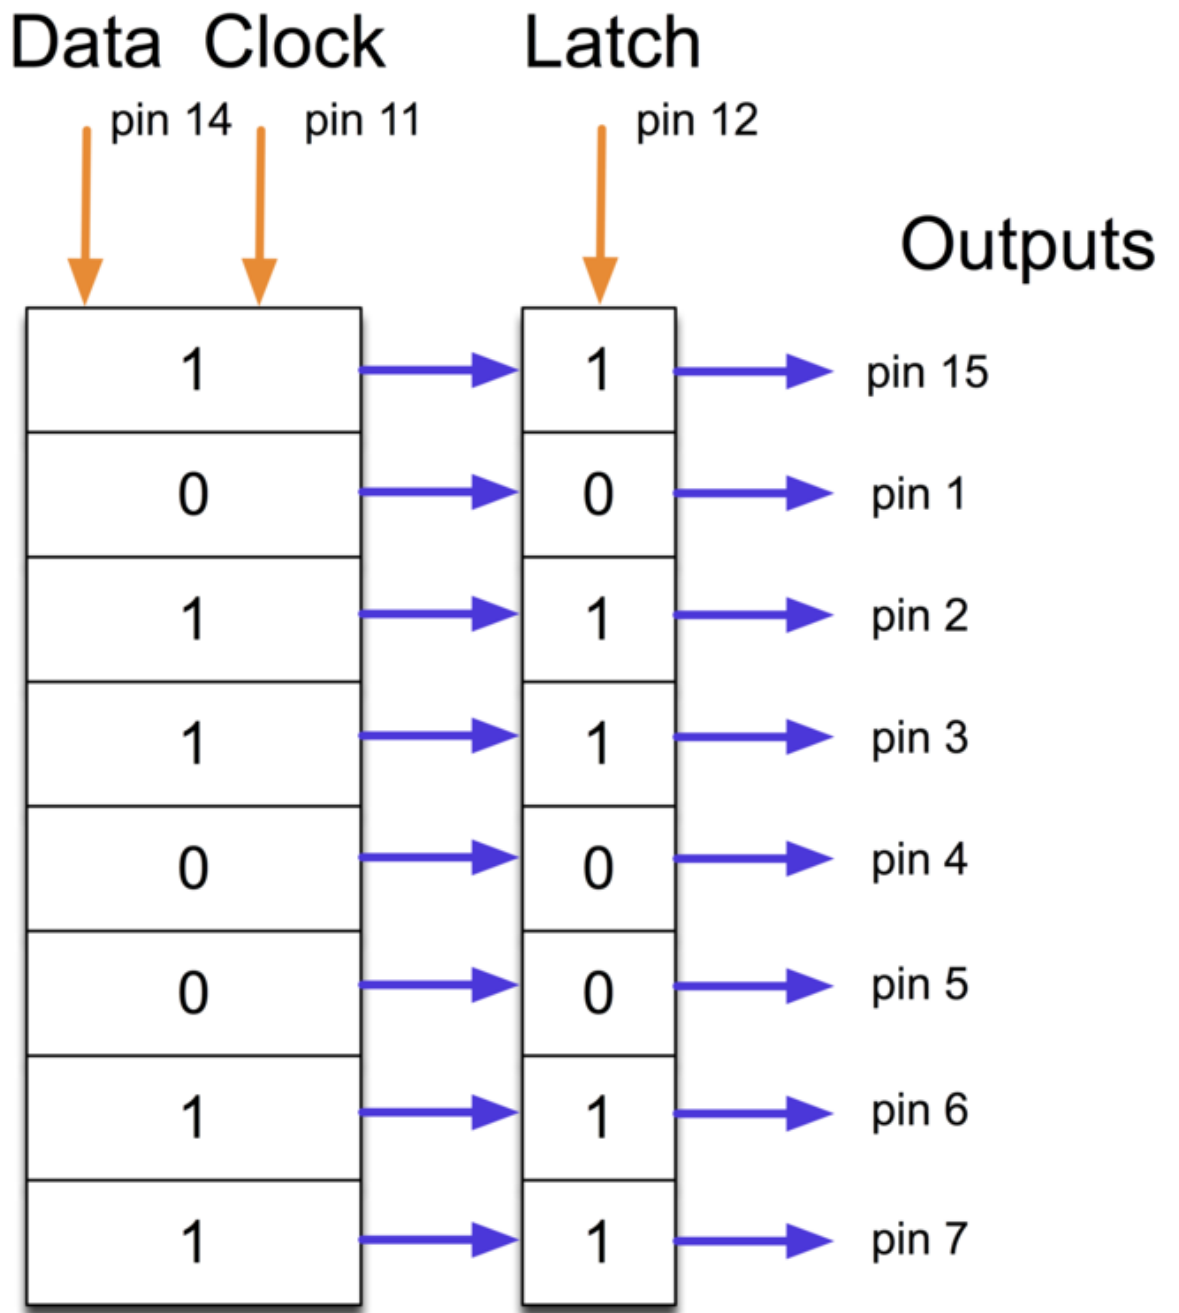 Data Clock Latch
pin 14 pin 11 pin 12
Outputs
1 1 pin 15
0 0 pin 1
1 1 pin 2
1 1 pin 3
0 0 pin 4
0 0 pin 5
1 1 pin 6
1 1 pin 7